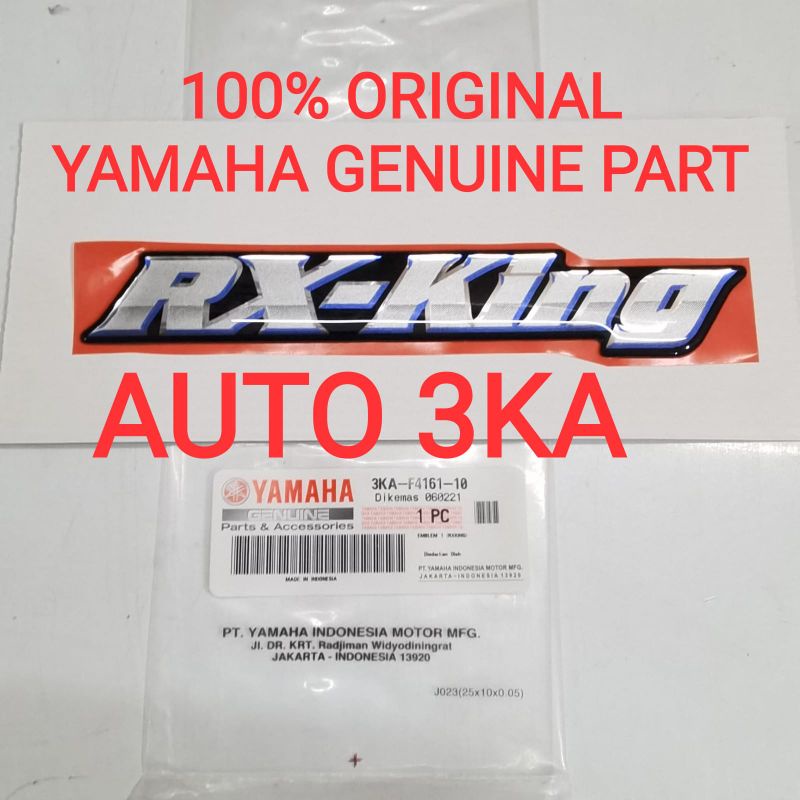 100% ORIGINAL
YAMAHA GENUINE PART
RX-King
AUTO 3KA
YAMAHA
GENUINE
Parts & Accessories
3KA-F4161-10
Dikemas 060221
1 PC
MADE IN INDONESIA
PT. YAMAHA INDONESIA MOTOR MFG.
JAKARTA-INDONESIA 13920
PT. YAMAHA INDONESIA MOTOR MFG.
Jl. DR. KRT. Radjiman Widyodiningrat
JAKARTA - INDONESIA 13920
J023(25x10x0.05)